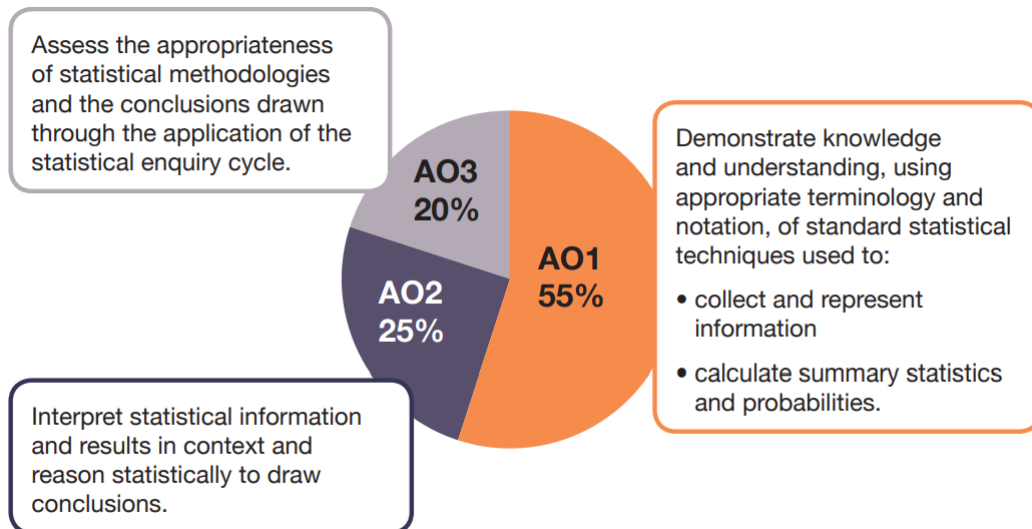 Assess the appropriateness
of statistical methodologies
and the conclusions drawn
through the application of the
statistical enquiry cycle.
AO3
20%
AO1
55%
AO2
25%
Demonstrate knowledge
and understanding, using
appropriate terminology and
notation, of standard statistical
techniques used to:
• collect and represent
information
• calculate summary statistics
and probabilities.
Interpret statistical information
and results in context and
reason statistically to draw
conclusions.